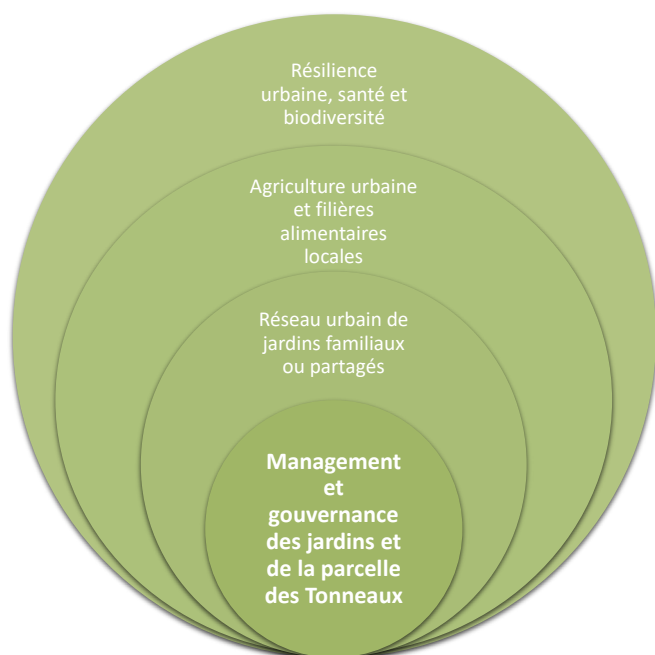 Résilience
urbaine, santé et
biodiversité
Agriculture urbaine
et filières
alimentaires
locales
Réseau urbain de
jardins familiaux
ou partagés
Management
et
gouvernance
des jardins et
de la parcelle
des Tonneaux